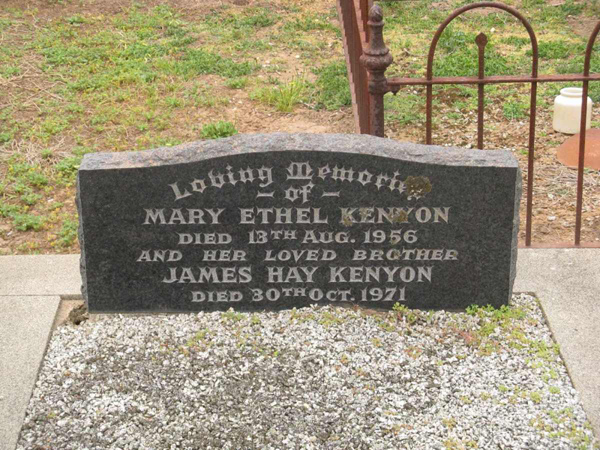 Loving Memories
– of –
MARY ETHEL KENYON
DIED 13TH AUG. 1956
AND HER LOVED BROTHER
JAMES HAY KENYON
DIED 30TH OCT. 1971